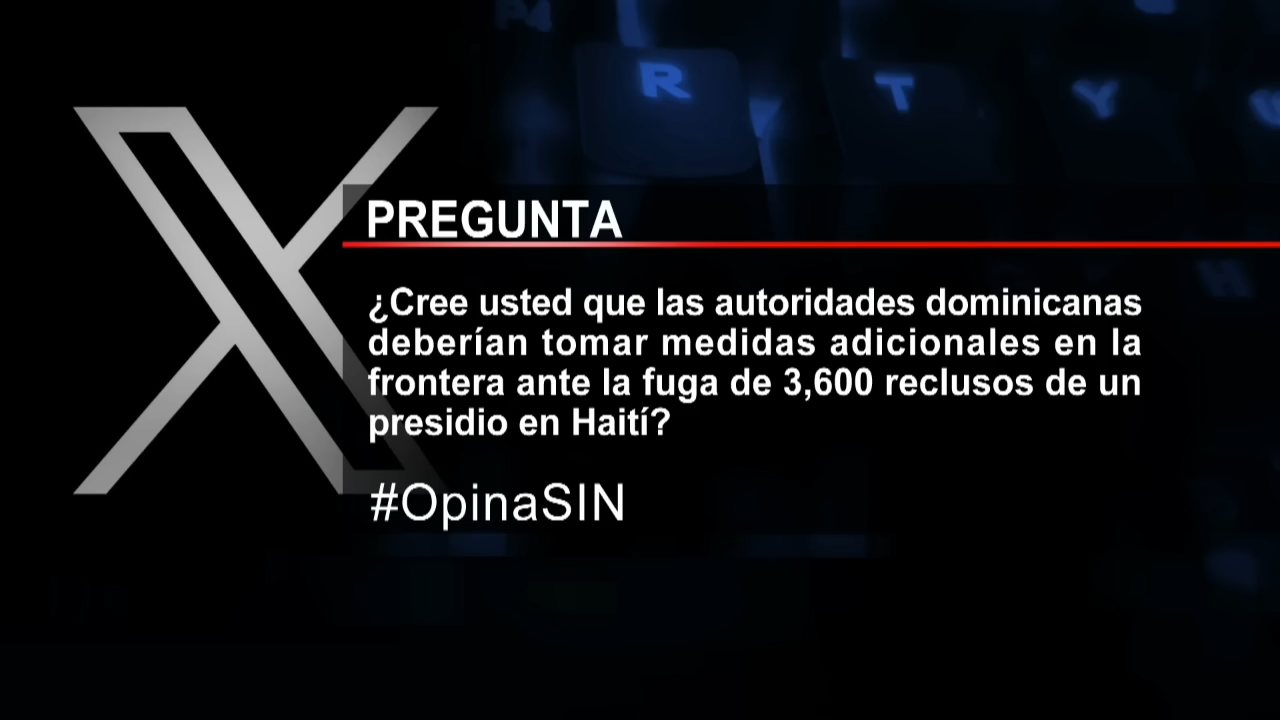 R T Y
PREGUNTA
¿Cree usted que las autoridades dominicanas
deberían tomar medidas adicionales en la
frontera ante la fuga de 3,600 reclusos de un
presidio en Haití?
#OpinaSIN